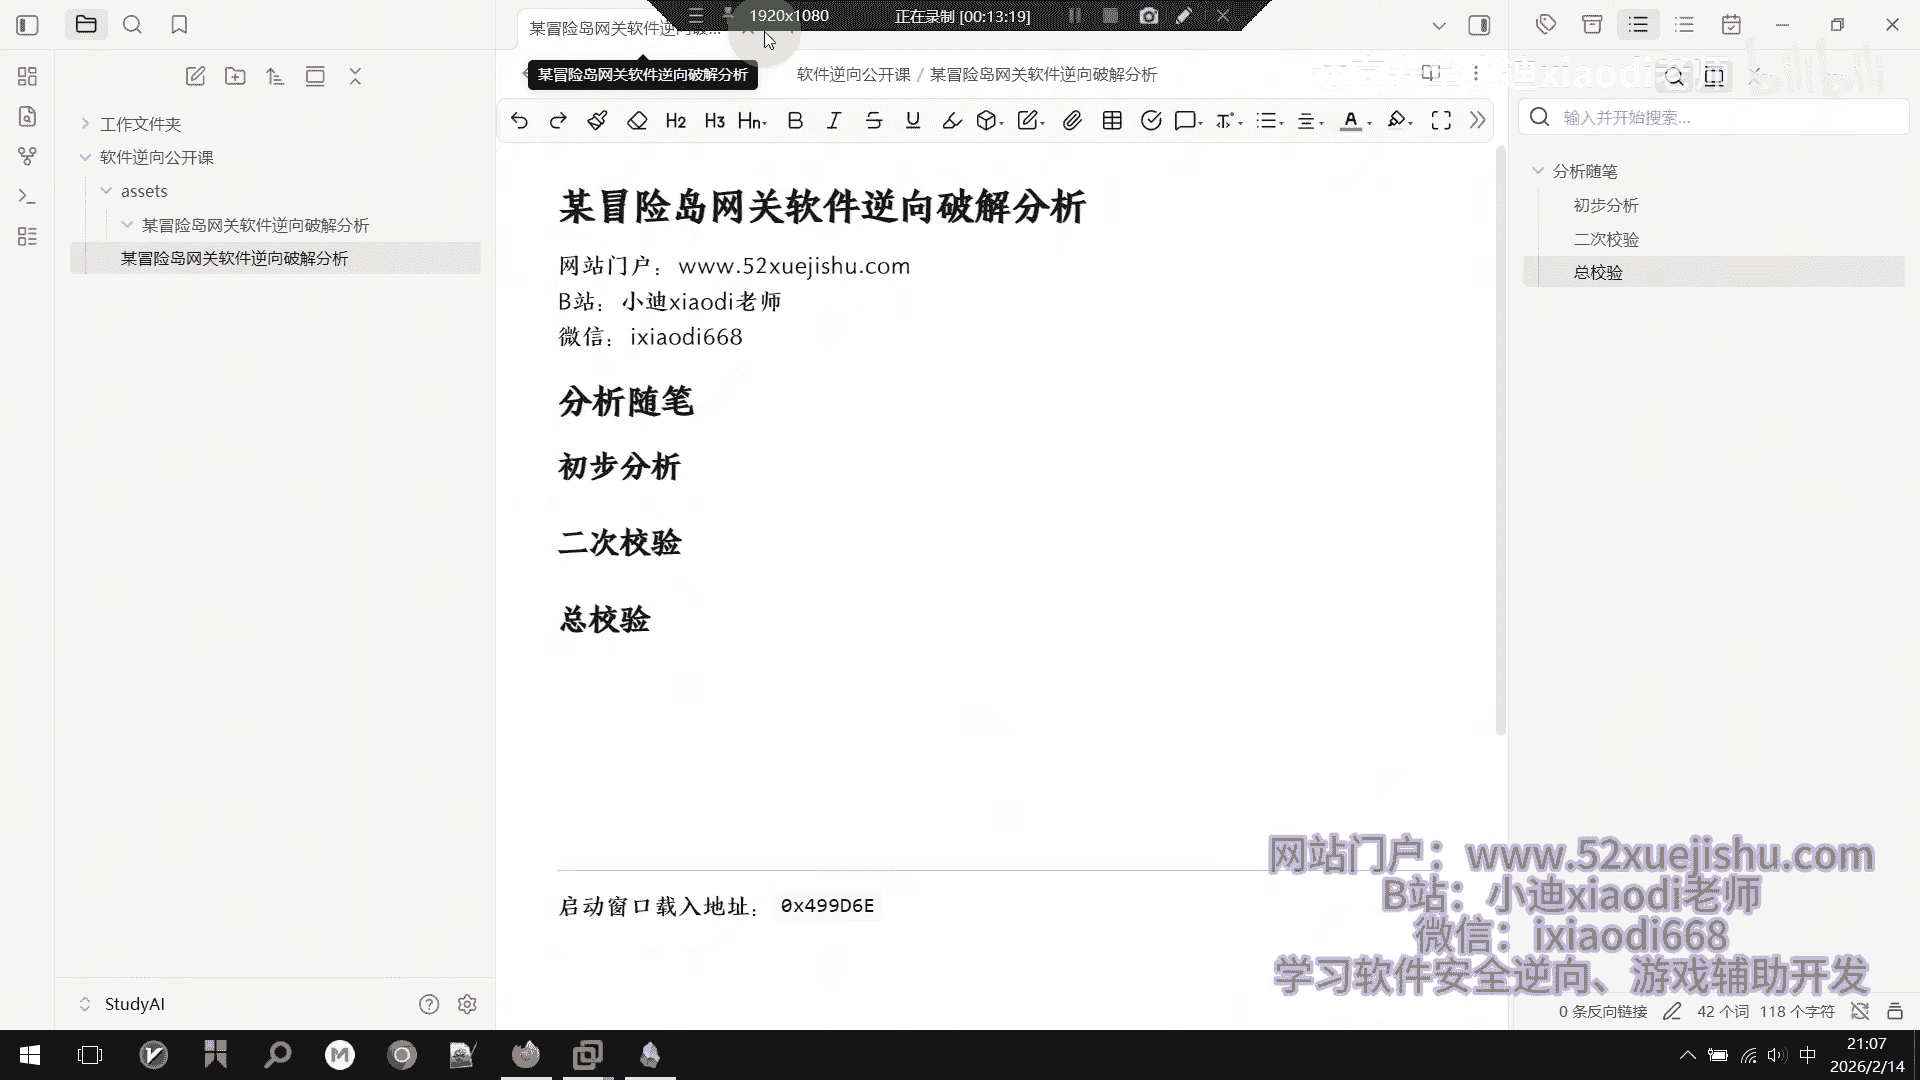 某冒险岛网关软件逆向破...
1920x1080
正在录制 [00:13:19]
某冒险岛网关软件逆向破解分析
软件逆向公开课 / 某冒险岛网关软件逆向破解分析
xiaodi老师
bilibili
输入并开始搜索...
工作文件夹
软件逆向公开课
assets
某冒险岛网关软件逆向破解分析
某冒险岛网关软件逆向破解分析
H2
H3
Hn
B
I
S
U
A
某冒险岛网关软件逆向破解分析
网站门户：www.52xuejishu.com
B站：小迪xiaodi老师
微信：ixiaodi668
分析随笔
初步分析
二次校验
总校验
启动窗口载入地址： 0x499D6E
分析随笔
初步分析
二次校验
总校验
网站门户：www.52xuejishu.com
B站：小迪xiaodi老师
微信：ixiaodi668
学习软件安全逆向、游戏辅助开发
StudyAI
0 条反向链接
42 个词
118 个字符
中
21:07
2026/2/14